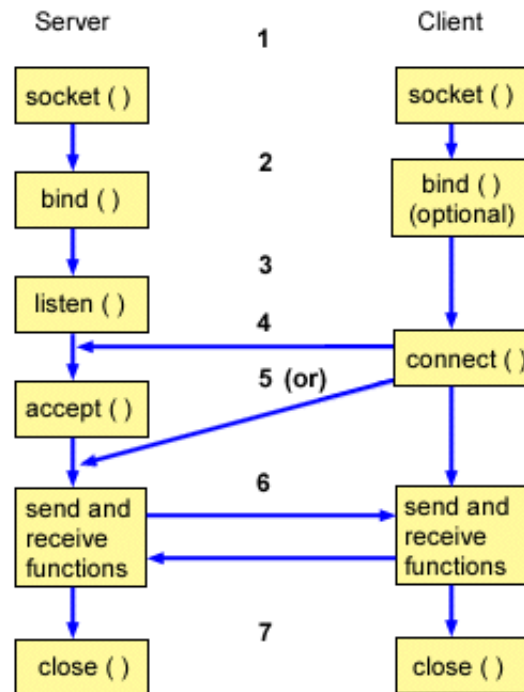 Server
1
Client
socket ( )
socket ( )
2
bind ( )
bind ( )
(optional)
3
listen ( )
4
connect ( )
5 (or)
accept ( )
6
send and
receive
functions
send and
receive
functions
7
close ( )
close ( )